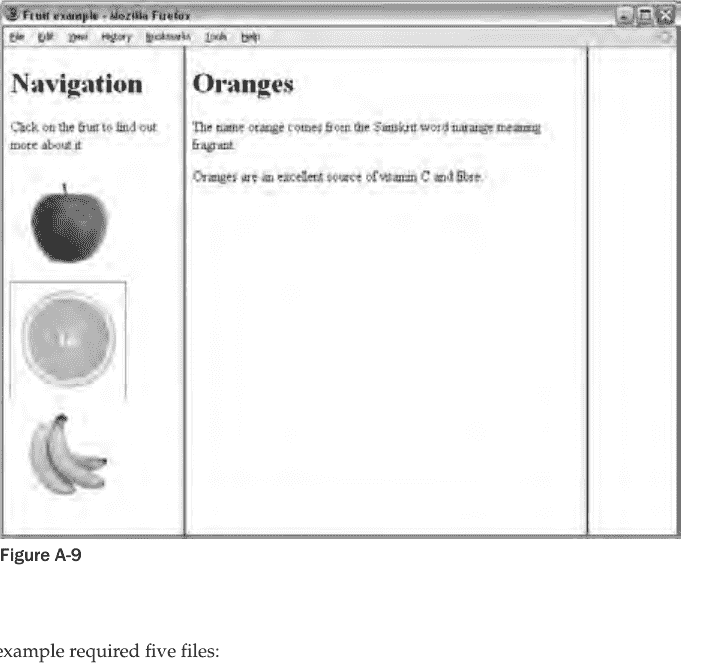 Fruit example - Mozilla Firefox
File Edit View History Bookmarks Tools Help
Navigation
Click on the fruit to find out
more about it
Oranges
The name orange comes from the Sanskrit word narange meaning
fragrant.
Oranges are an excellent source of vitamin C and fibre.
Figure A-9
example required five files: